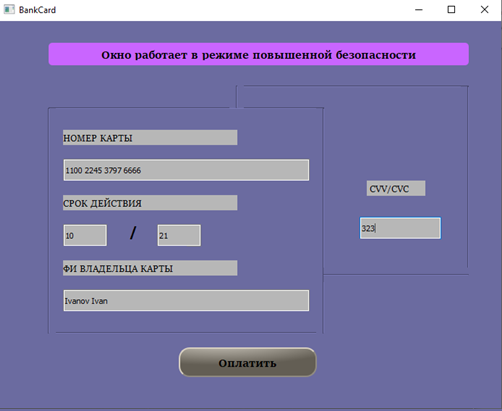 BankCard
Окно работает в режиме повышенной безопасности
НОМЕР КАРТЫ
1100 2245 3797 6666
СРОК ДЕЙСТВИЯ
10 / 21
ФИ ВЛАДЕЛЬЦА КАРТЫ
Ivanov Ivan
CVV/CVC
323
Оплатить